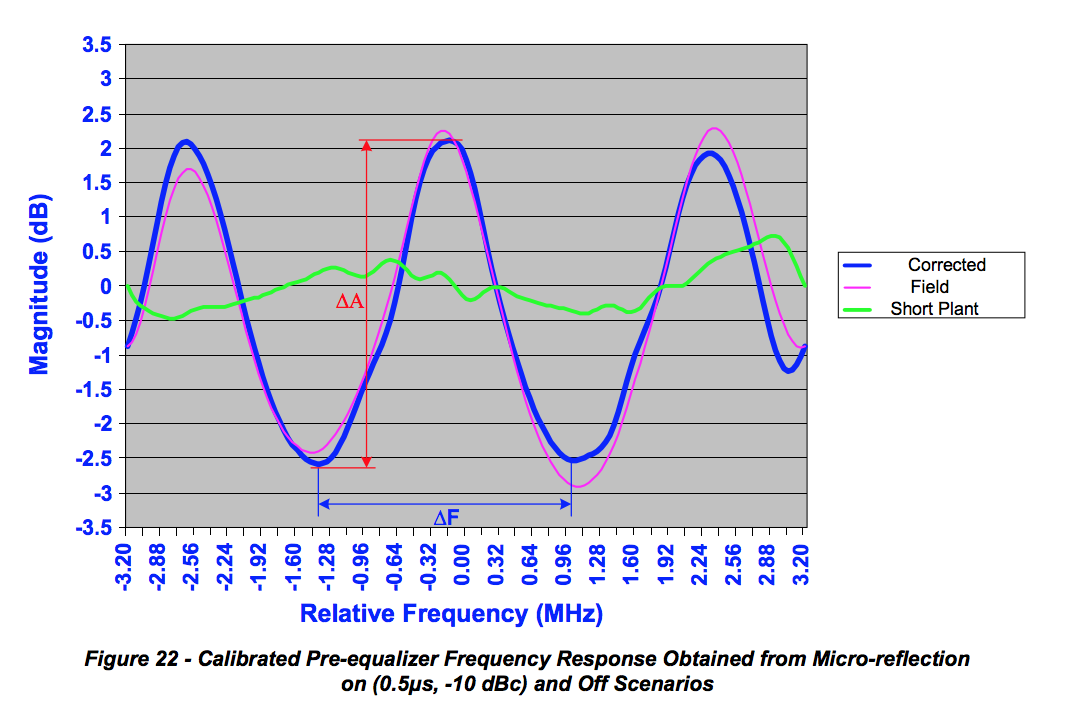 3.5
3
2.5
2
1.5
1
0.5
0
-0.5
-1
-1.5
-2
-2.5
-3
-3.5
Magnitude (dB)
ΔA
ΔF
-3.20 -2.88 -2.56 -2.24 -1.92 -1.60 -1.28 -0.96 -0.64 -0.32 0.00 0.32 0.64 0.96 1.28 1.60 1.92 2.24 2.56 2.88 3.20
Relative Frequency (MHz)
Corrected
Field
Short Plant
Figure 22 - Calibrated Pre-equalizer Frequency Response Obtained from Micro-reflection
on (0.5µs, -10 dBc) and Off Scenarios